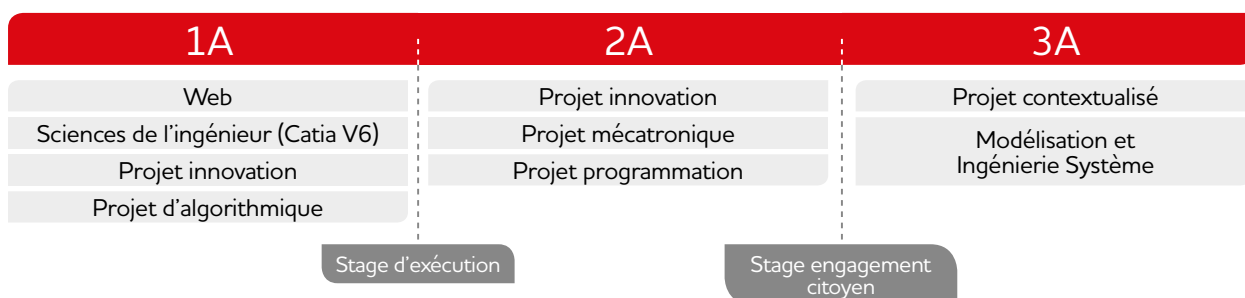 1A
Web
Sciences de l'ingénieur (Catia V6)
Projet innovation
Projet d'algorithmique
Stage d'exécution
2A
Projet innovation
Projet mécatronique
Projet programmation
Stage engagement
citoyen
3A
Projet contextualisé
Modélisation et
Ingénierie Système